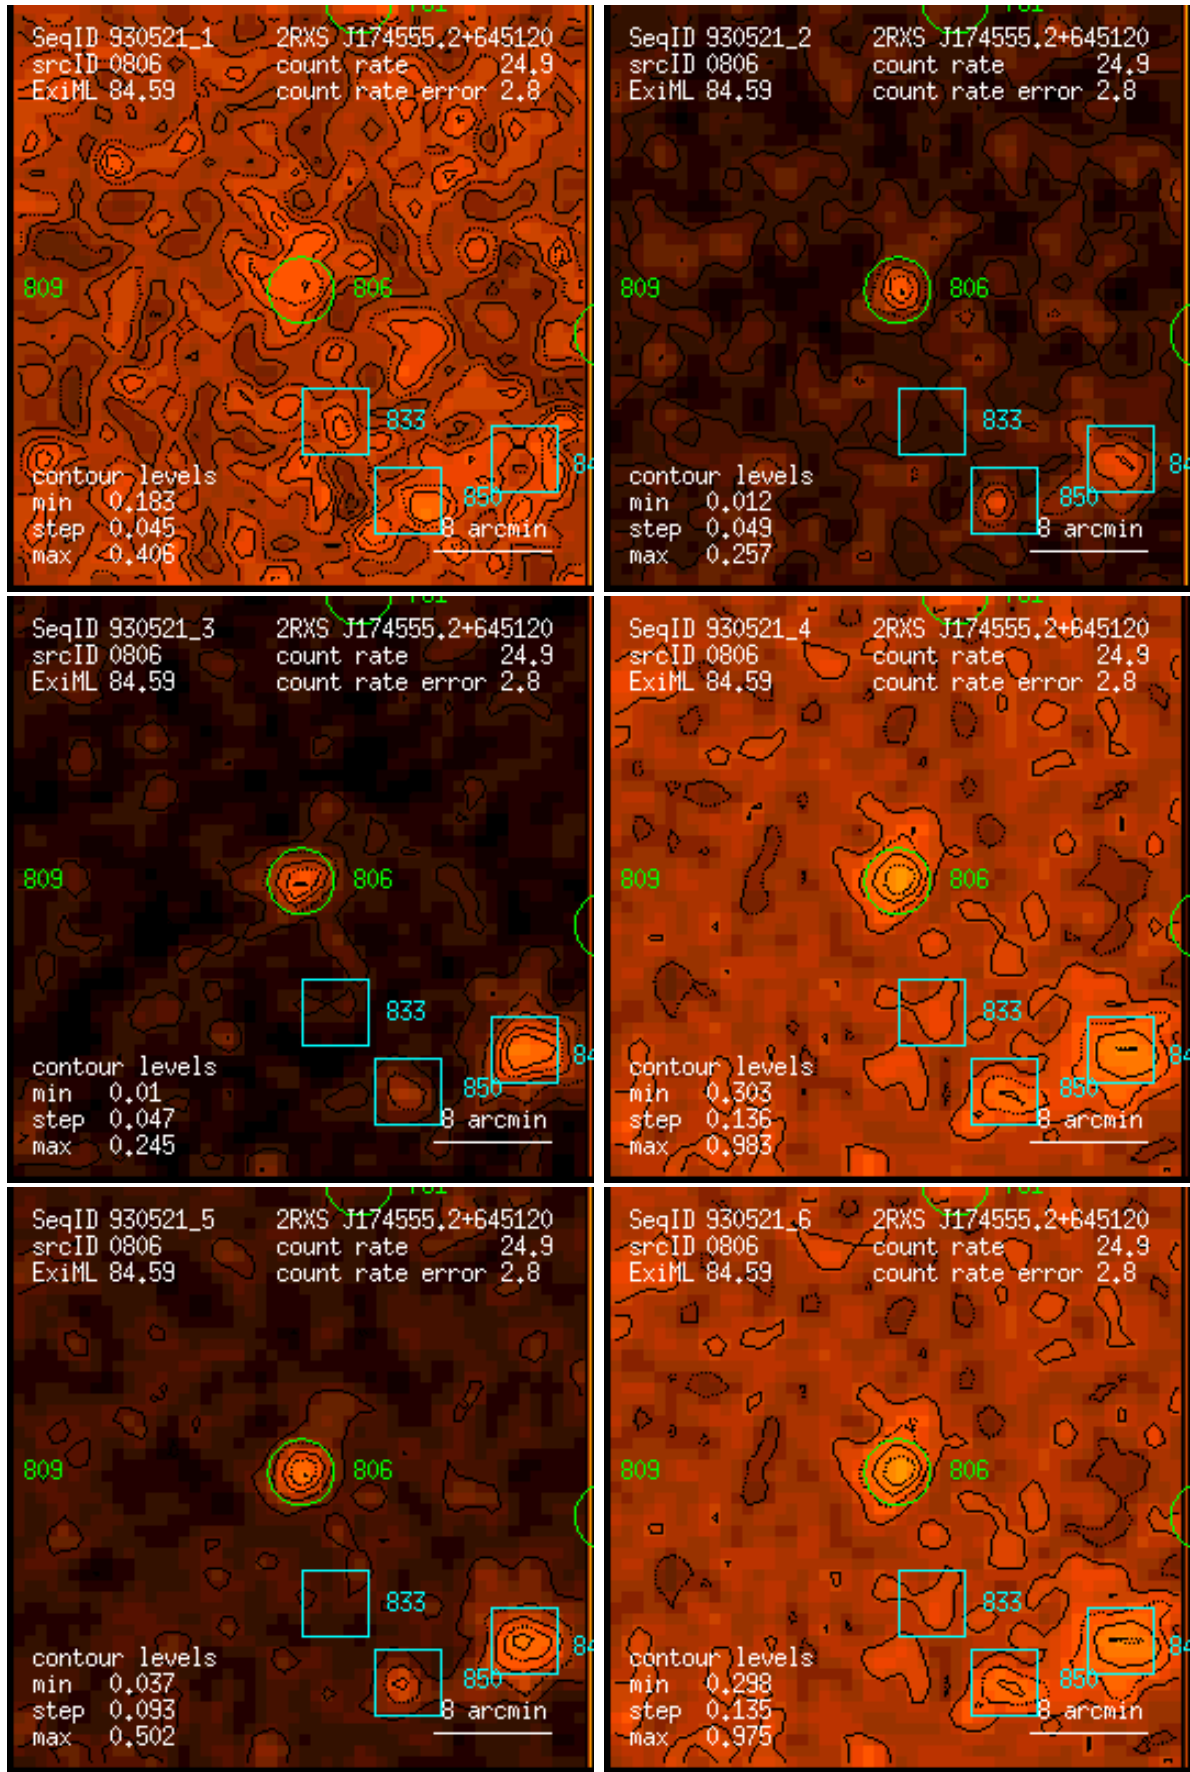 781
SeqID 930521_1 2RXS J174555.2+645120
srcID 0806 count rate 24.9
ExiML 84.59 count rate error 2.8
809 806
833
850
contour levels
min 0.183
step 0.045 8 arcmin
max 0.406
781
SeqID 930521_2 2RXS J174555.2+645120
srcID 0806 count rate 24.9
ExiML 84.59 count rate error 2.8
809 806
833
84
850
contour levels
min 0.012
step 0.049 8 arcmin
max 0.257
SeqID 930521_3 2RXS J174555.2+645120
srcID 0806 count rate 24.9
ExiML 84.59 count rate error 2.8
809 806
833
84
850
contour levels
min 0.01
step 0.047 8 arcmin
max 0.245
SeqID 930521_4 2RXS J174555.2+645120
srcID 0806 count rate 24.9
ExiML 84.59 count rate error 2.8
809 806
833
84
850
contour levels
min 0.303
step 0.136 8 arcmin
max 0.983
SeqID 930521_5 2RXS J174555.2+645120
srcID 0806 count rate 24.9
ExiML 84.59 count rate error 2.8
809 806
833
84
850
contour levels
min 0.037
step 0.093 8 arcmin
max 0.502
SeqID 930521_6 2RXS J174555.2+645120
srcID 0806 count rate 24.9
ExiML 84.59 count rate error 2.8
809 806
833
84
850
contour levels
min 0.298
step 0.135 8 arcmin
max 0.975